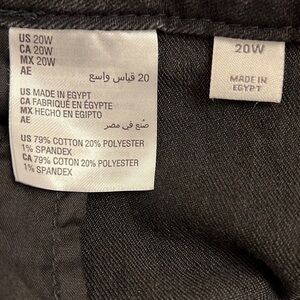 US 20W
CA 20W
MX 20W
AE
20 قياس واسع
US MADE IN EGYPT
CA FABRIQUÉ EN ÉGYPTE
MX HECHO EN EGIPTO
AE
صنع في مصر
US 79% COTTON 20% POLYESTER
1% SPANDEX
CA 79% COTTON 20% POLYESTER
1% SPANDEX
20W
MADE IN
EGYPT